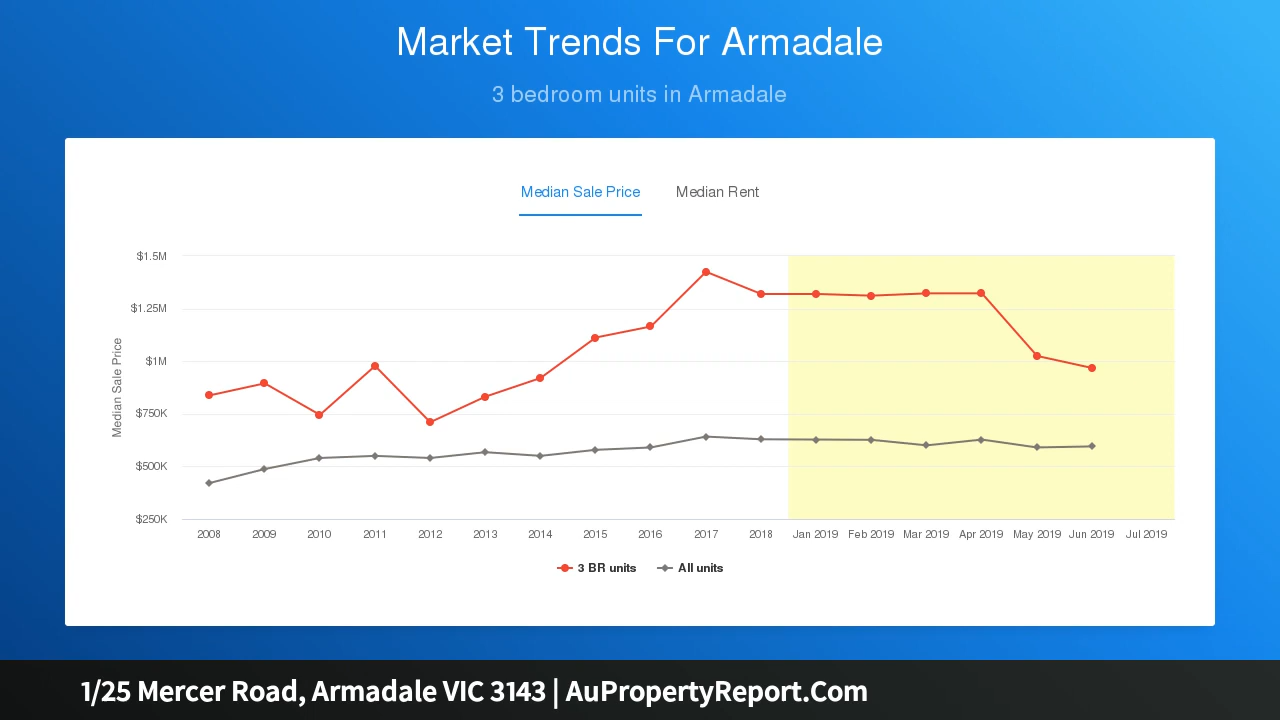 Market Trends For Armadale
3 bedroom units in Armadale
Median Sale Price Median Rent
$1.5M
$1.25M
$1M
$750K
$500K
$250K
Median Sale Price
2008 2009 2010 2011 2012 2013 2014 2015 2016 2017 2018 Jan 2019 Feb 2019 Mar 2019 Apr 2019 May 2019 Jun 2019 Jul 2019
3 BR units All units
1/25 Mercer Road, Armadale VIC 3143 | AuPropertyReport.Com